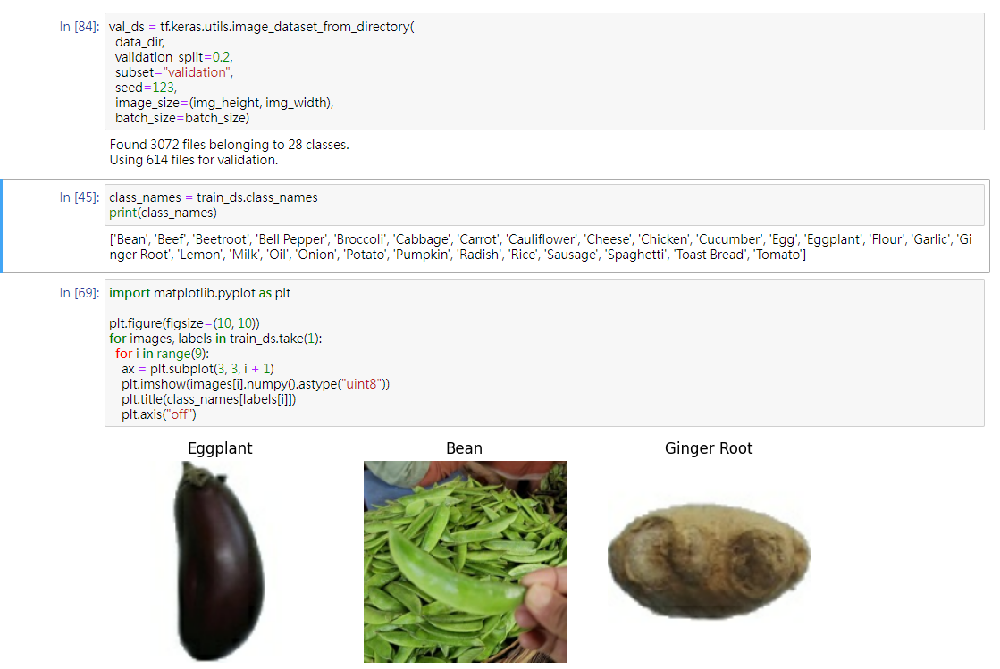 In [84]: val_ds = tf.keras.utils.image_dataset_from_directory(
data_dir,
validation_split=0.2,
subset="validation",
seed=123,
image_size=(img_height, img_width),
batch_size=batch_size)
Found 3072 files belonging to 28 classes.
Using 614 files for validation.
In [45]: class_names = train_ds.class_names
print(class_names)
['Bean', 'Beef', 'Beetroot', 'Bell Pepper', 'Broccoli', 'Cabbage', 'Carrot', 'Cauliflower', 'Cheese', 'Chicken', 'Cucumber', 'Egg', 'Eggplant', 'Flour', 'Garlic', 'Gi
nger Root', 'Lemon', 'Milk', 'Oil', 'Onion', 'Potato', 'Pumpkin', 'Radish', 'Rice', 'Sausage', 'Spaghetti', 'Toast Bread', 'Tomato']
In [69]: import matplotlib.pyplot as plt
plt.figure(figsize=(10, 10))
for images, labels in train_ds.take(1):
for i in range(9):
ax = plt.subplot(3, 3, i + 1)
plt.imshow(images[i].numpy().astype("uint8"))
plt.title(class_names[labels[i]])
plt.axis("off")
Eggplant Bean Ginger Root